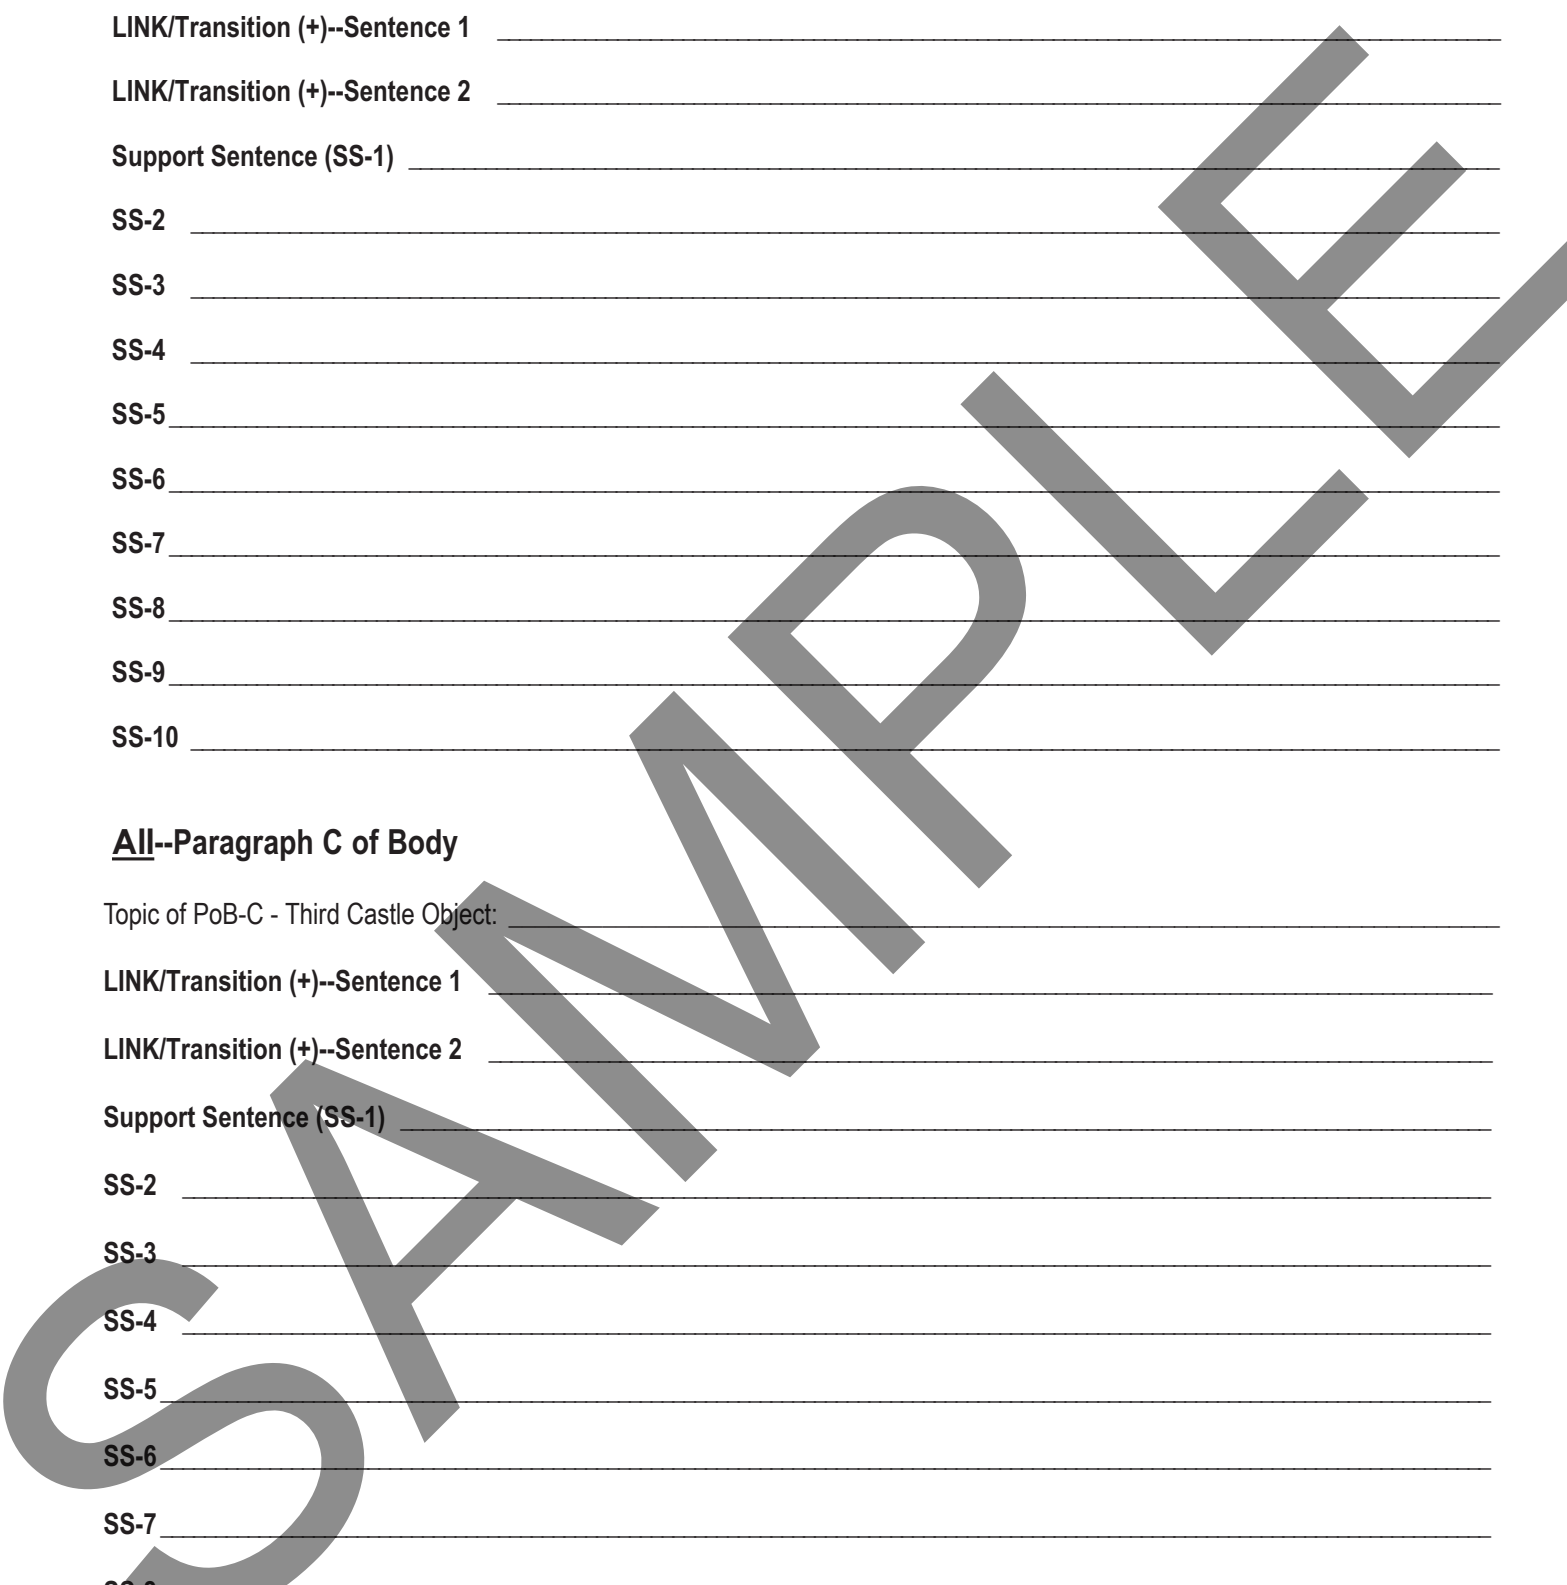 LINK/Transition (+)--Sentence 1
LINK/Transition (+)--Sentence 2
Support Sentence (SS-1)
SS-2
SS-3
SS-4
SS-5
SS-6
SS-7
SS-8
SS-9
SS-10
All--Paragraph C of Body
Topic of PoB-C - Third Castle Object:
LINK/Transition (+)--Sentence 1
LINK/Transition (+)--Sentence 2
Support Sentence (SS-1)
SS-2
SS-3
SS-4
SS-5
SS-6
SS-7
SAMPLE